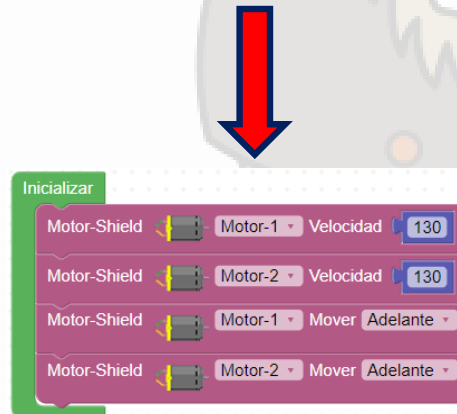 Inicializar
Motor-Shield Motor-1 Velocidad 130
Motor-Shield Motor-2 Velocidad 130
Motor-Shield Motor-1 Mover Adelante
Motor-Shield Motor-2 Mover Adelante